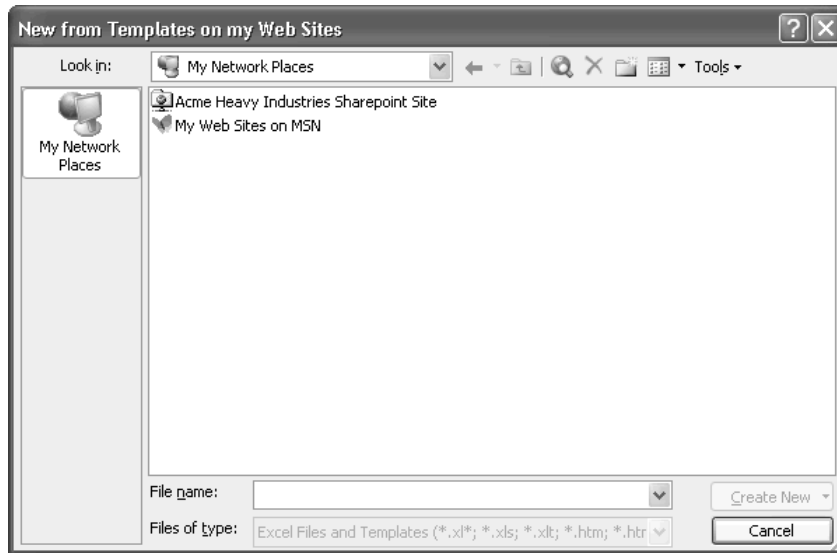 New from Templates on my Web Sites
Look in:
My Network Places
Tools
Acme Heavy Industries Sharepoint Site
My Web Sites on MSN
My Network
Places
File name:
Create New
Files of type:
Excel Files and Templates (*.xl*; *.xls; *.xlt; *.htm; *.htr
Cancel